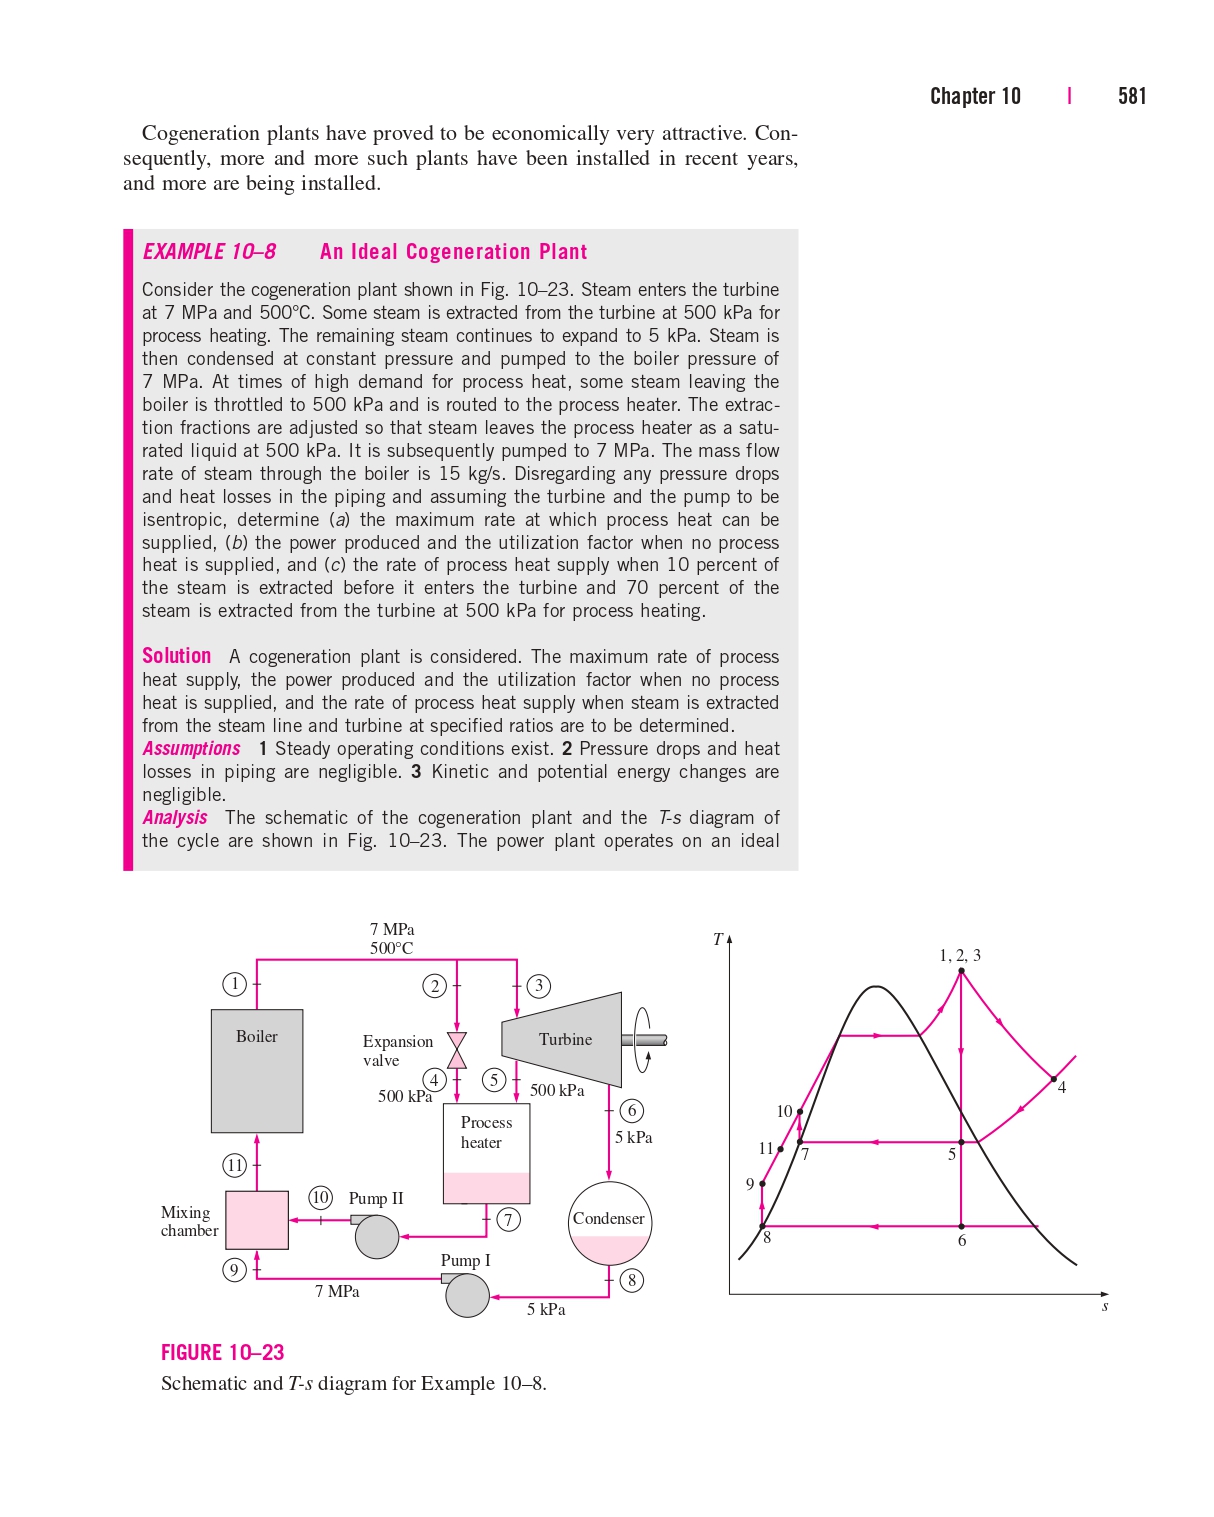 Chapter 10 | 581
Cogeneration plants have proved to be economically very attractive. Con-
sequently, more and more such plants have been installed in recent years,
and more are being installed.
EXAMPLE 10–8 An Ideal Cogeneration Plant
Consider the cogeneration plant shown in Fig. 10–23. Steam enters the turbine
at 7 MPa and 500°C. Some steam is extracted from the turbine at 500 kPa for
process heating. The remaining steam continues to expand to 5 kPa. Steam is
then condensed at constant pressure and pumped to the boiler pressure of
7 MPa. At times of high demand for process heat, some steam leaving the
boiler is throttled to 500 kPa and is routed to the process heater. The extrac-
tion fractions are adjusted so that steam leaves the process heater as a satu-
rated liquid at 500 kPa. It is subsequently pumped to 7 MPa. The mass flow
rate of steam through the boiler is 15 kg/s. Disregarding any pressure drops
and heat losses in the piping and assuming the turbine and the pump to be
isentropic, determine (a) the maximum rate at which process heat can be
supplied, (b) the power produced and the utilization factor when no process
heat is supplied, and (c) the rate of process heat supply when 10 percent of
the steam is extracted before it enters the turbine and 70 percent of the
steam is extracted from the turbine at 500 kPa for process heating.
Solution A cogeneration plant is considered. The maximum rate of process
heat supply, the power produced and the utilization factor when no process
heat is supplied, and the rate of process heat supply when steam is extracted
from the steam line and turbine at specified ratios are to be determined.
Assumptions 1 Steady operating conditions exist. 2 Pressure drops and heat
losses in piping are negligible. 3 Kinetic and potential energy changes are
negligible.
Analysis The schematic of the cogeneration plant and the T-s diagram of
the cycle are shown in Fig. 10–23. The power plant operates on an ideal
7 MPa
500°C
1
2
3
Boiler
Expansion
valve
Turbine
4
5
500 kPa
500 kPa
6
5 kPa
Process
heater
11
10
Pump II
7
Mixing
chamber
Condenser
9
Pump I
8
7 MPa
5 kPa
T
1, 2, 3
4
10
11
7
5
9
8
6
s
FIGURE 10–23
Schematic and T-s diagram for Example 10–8.